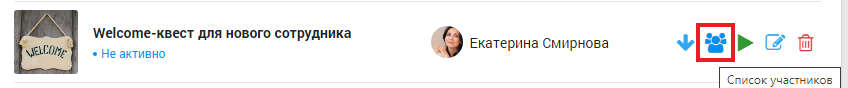 Welcome-квест для нового сотрудника
• Не активно
WELCOME
Екатерина Смирнова
Список участников